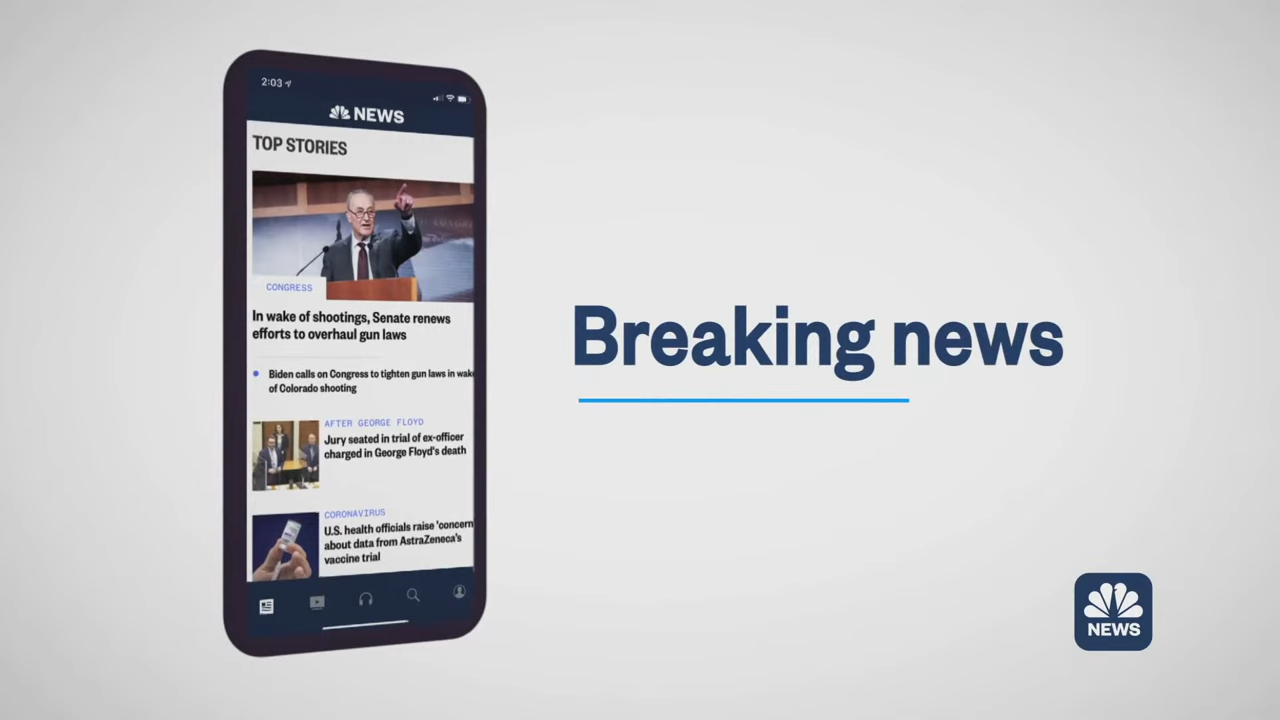 2:03
NEWS
TOP STORIES
CONGRESS
In wake of shootings, Senate renews
efforts to overhaul gun laws
Biden calls on Congress to tighten gun laws in wake
of Colorado shooting
AFTER GEORGE FLOYD
Jury seated in trial of ex-officer
charged in George Floyd's death
CORONAVIRUS
U.S. health officials raise 'concern
about data from AstraZeneca's
vaccine trial
Breaking news
NEWS